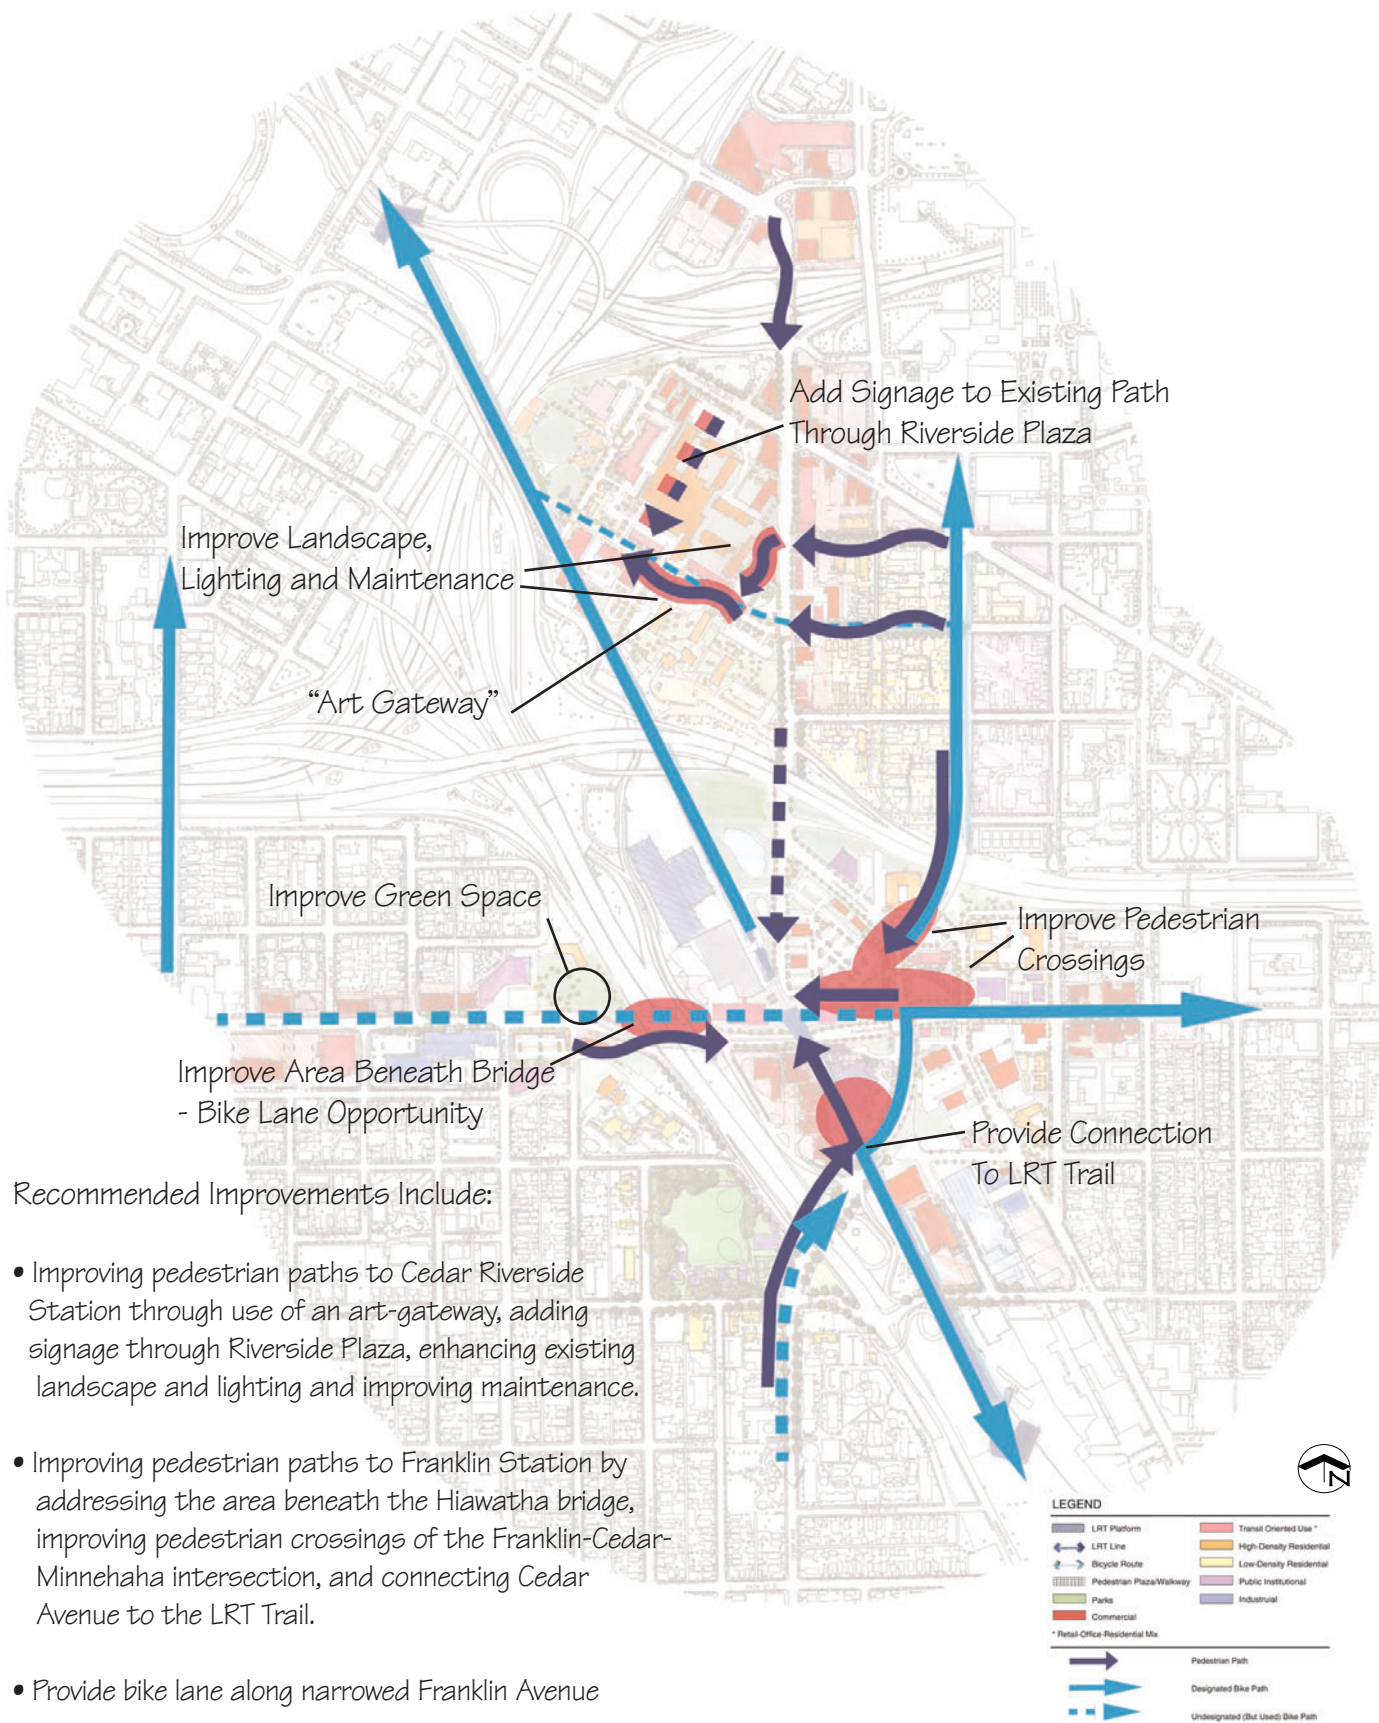 Add Signage to Existing Path
Through Riverside Plaza
Improve Landscape,
Lighting and Maintenance
“Art Gateway”
Improve Green Space
Improve Pedestrian
Crossings
Improve Area Beneath Bridge
- Bike Lane Opportunity
Provide Connection
To LRT Trail
Recommended Improvements Include:
• Improving pedestrian paths to Cedar Riverside
Station through use of an art-gateway, adding
signage through Riverside Plaza, enhancing existing
landscape and lighting and improving maintenance.
• Improving pedestrian paths to Franklin Station by
addressing the area beneath the Hiawatha bridge,
improving pedestrian crossings of the Franklin-Cedar-
Minnehaha intersection, and connecting Cedar
Avenue to the LRT Trail.
• Provide bike lane along narrowed Franklin Avenue
N
LEGEND
LRT Platform
LRT Line
Bicycle Route
Pedestrian Plaza/Walkway
Parks
Commercial
Transit Oriented Use *
High-Density Residential
Low-Density Residential
Public Institutional
Industruial
* Retail-Office-Residential Mix
Pedestrian Path
Designated Bike Path
Undesignated (But Used) Bike Path